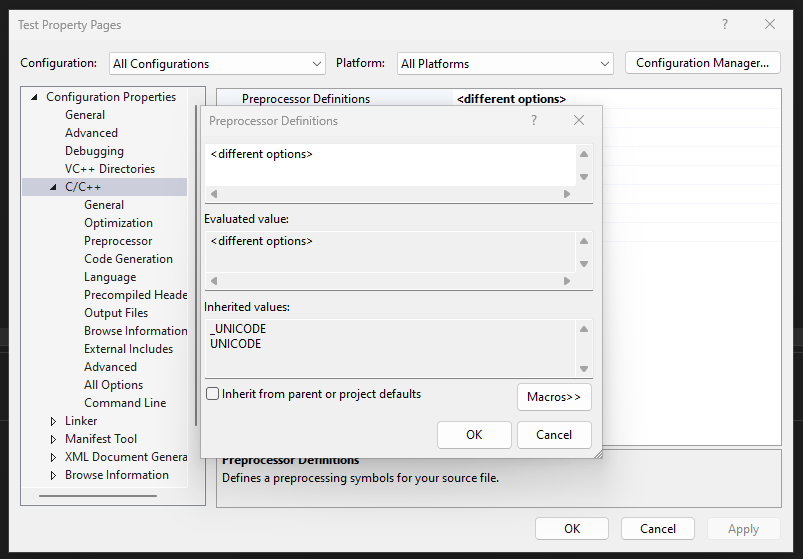 Test Property Pages
?
Configuration:
All Configurations
Platform:
All Platforms
Configuration Manager...
Configuration Properties
General
Advanced
Debugging
VC++ Directories
C/C++
General
Optimization
Preprocessor
Code Generation
Language
Precompiled Heade
Output Files
Browse Information
External Includes
Advanced
All Options
Command Line
Linker
Manifest Tool
XML Document Genera
Browse Information
Preprocessor Definitions
<different options>
Preprocessor Definitions
?
<different options>
Evaluated value:
<different options>
Inherited values:
_UNICODE
UNICODE
Inherit from parent or project defaults
Macros>>
OK
Cancel
Preprocessor Definitions
Defines a preprocessing symbols for your source file.
OK
Cancel
Apply